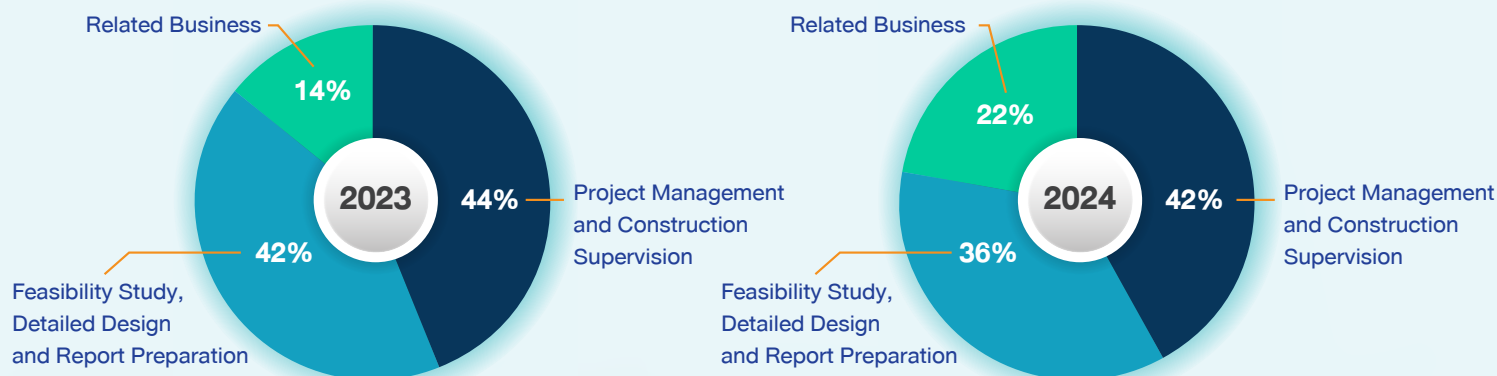 Related Business
14%
2023
44%
Project Management
and Construction
Supervision
42%
Feasibility Study,
Detailed Design
and Report Preparation
Related Business
22%
2024
42%
Project Management
and Construction
Supervision
36%
Feasibility Study,
Detailed Design
and Report Preparation